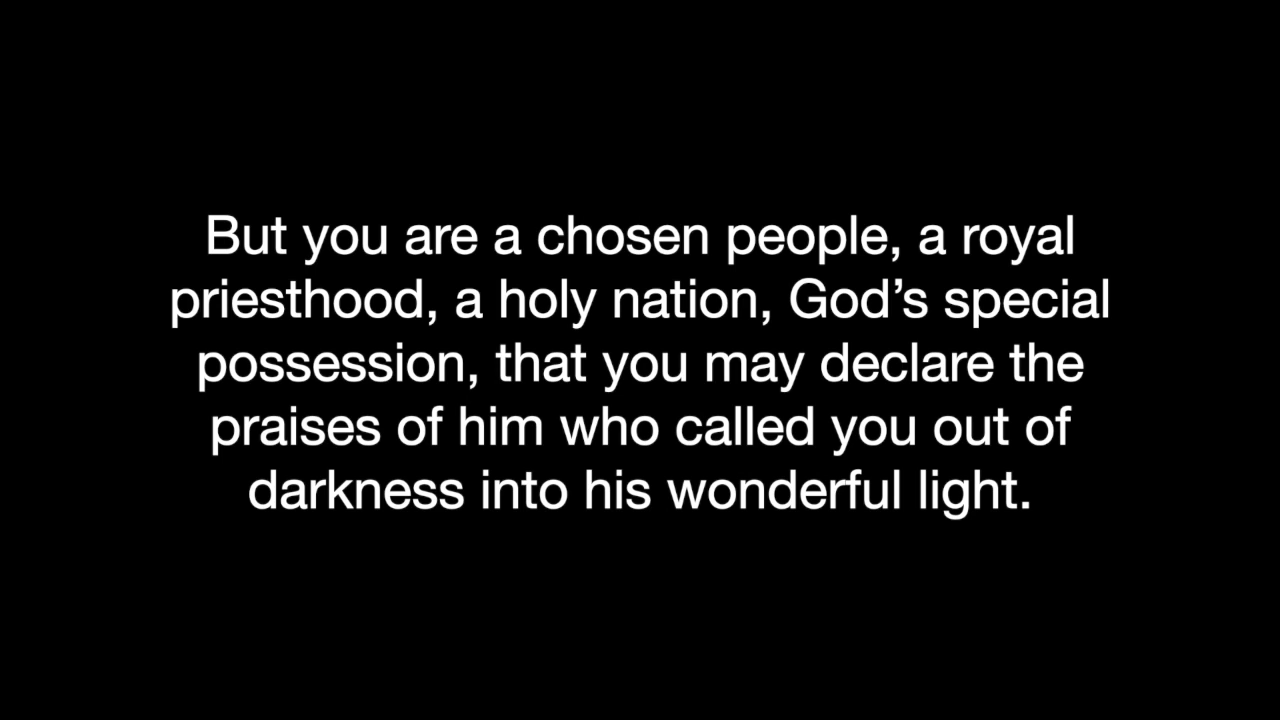 But you are a chosen people, a royal
priesthood, a holy nation, God’s special
possession, that you may declare the
praises of him who called you out of
darkness into his wonderful light.